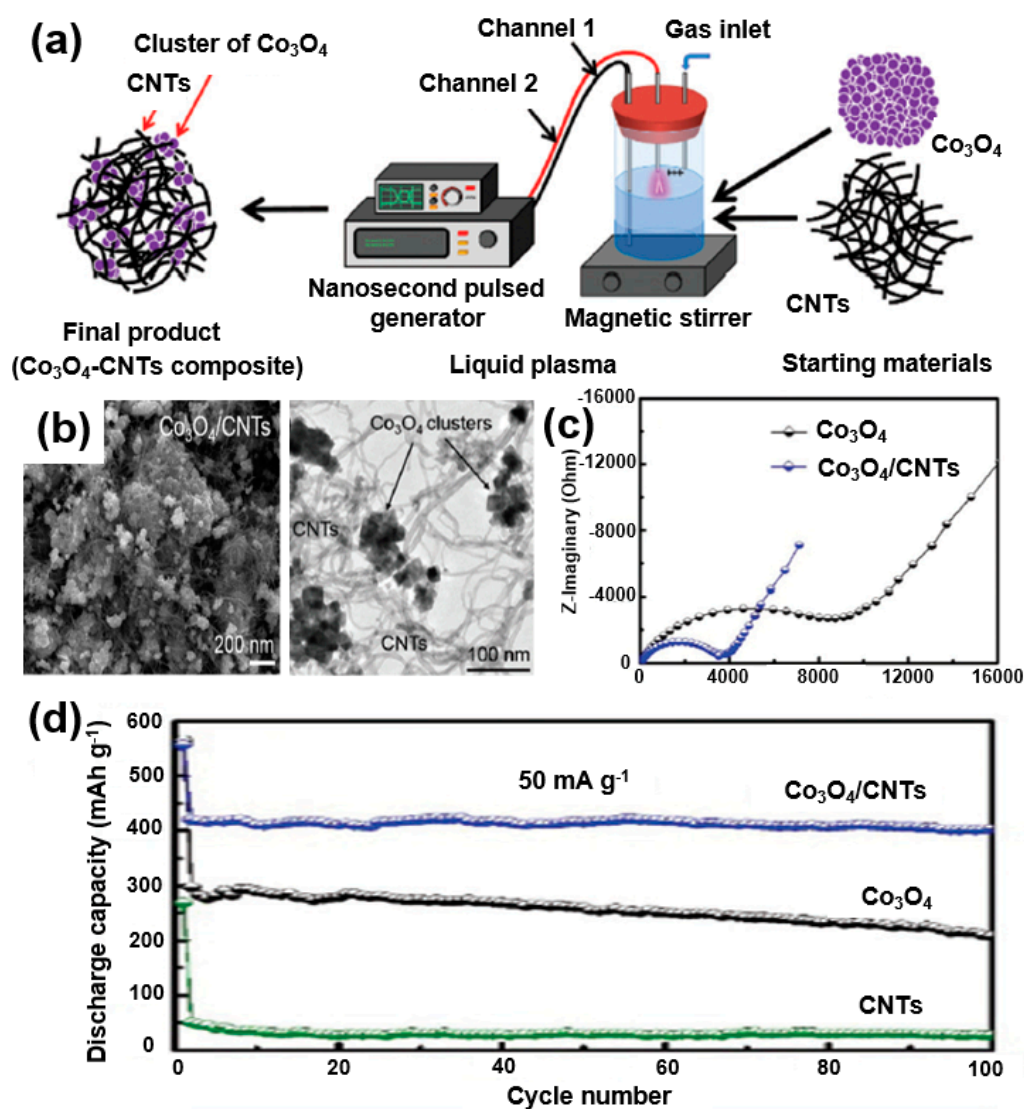 (a)
Cluster of Co₃O₄
CNTs
Channel 1
Channel 2
Gas inlet
Co₃O₄
CNTs
Nanosecond pulsed
generator
Magnetic stirrer
Final product
(Co₃O₄-CNTs composite)
Liquid plasma
Starting materials
(b)
Co₃O₄/CNTs
200 nm
Co₃O₄ clusters
CNTs
CNTs
100 nm
(c)
-16000
-12000
-8000
-4000
0
Z-Imaginary (Ohm)
Co₃O₄
Co₃O₄/CNTs
0
4000
8000
12000
16000
(d)
600
500
400
300
200
100
0
Discharge capacity (mAh g⁻¹)
50 mA g⁻¹
Co₃O₄/CNTs
Co₃O₄
CNTs
0
20
40
60
80
100
Cycle number